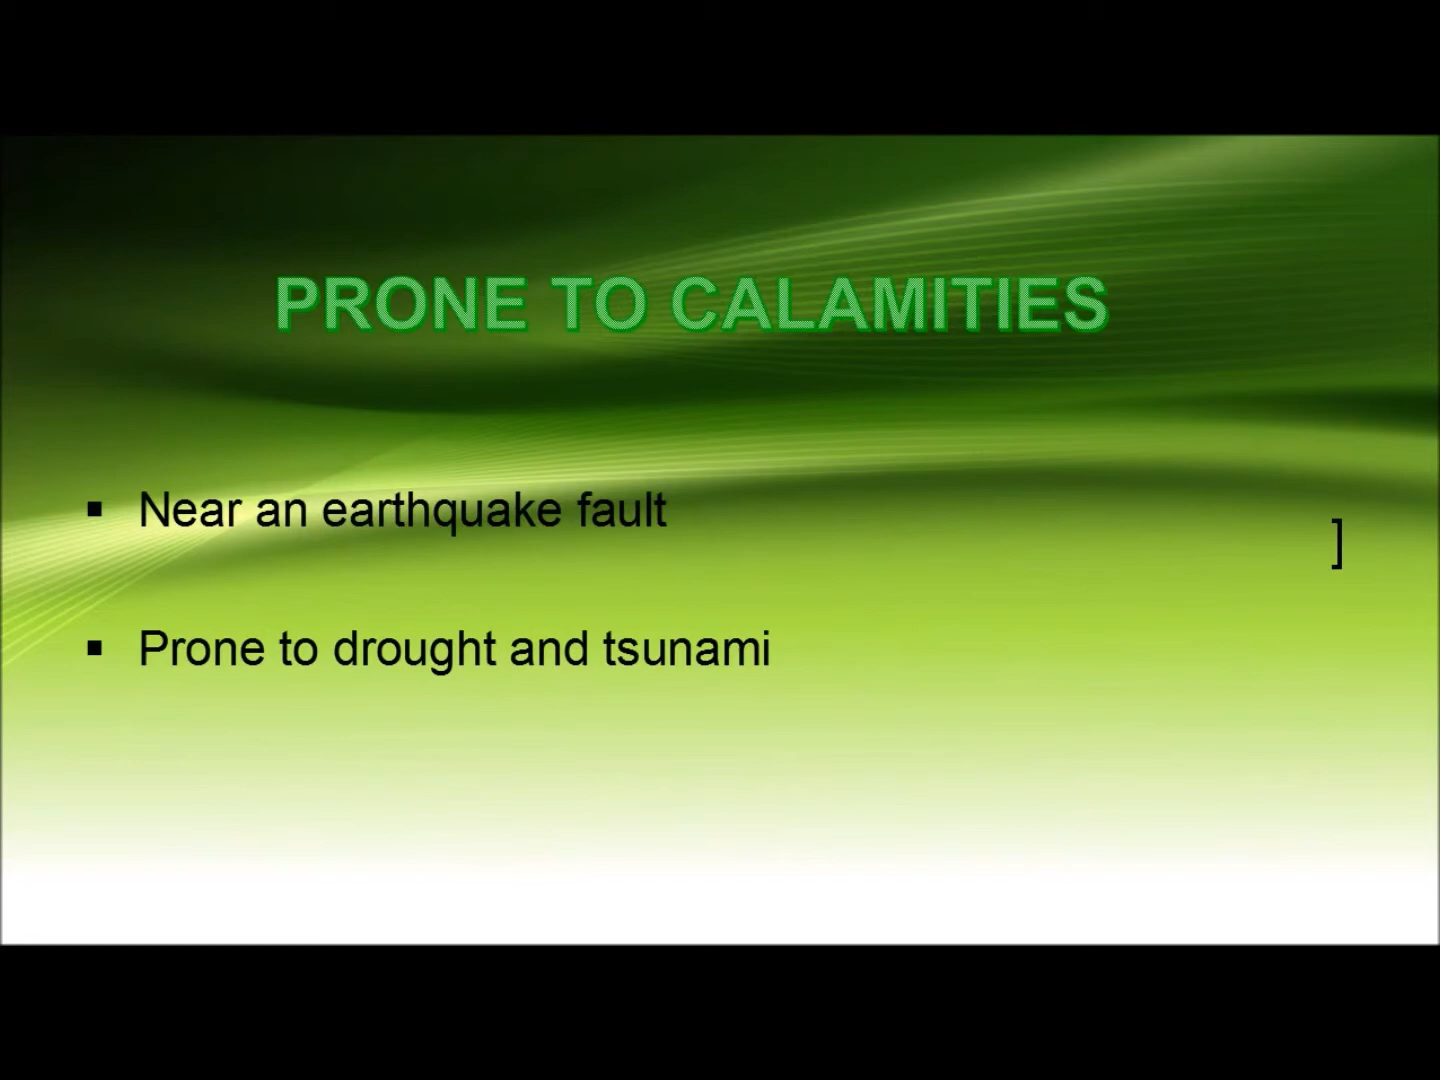 PRONE TO CALAMITIES
▪ Near an earthquake fault
]
▪ Prone to drought and tsunami